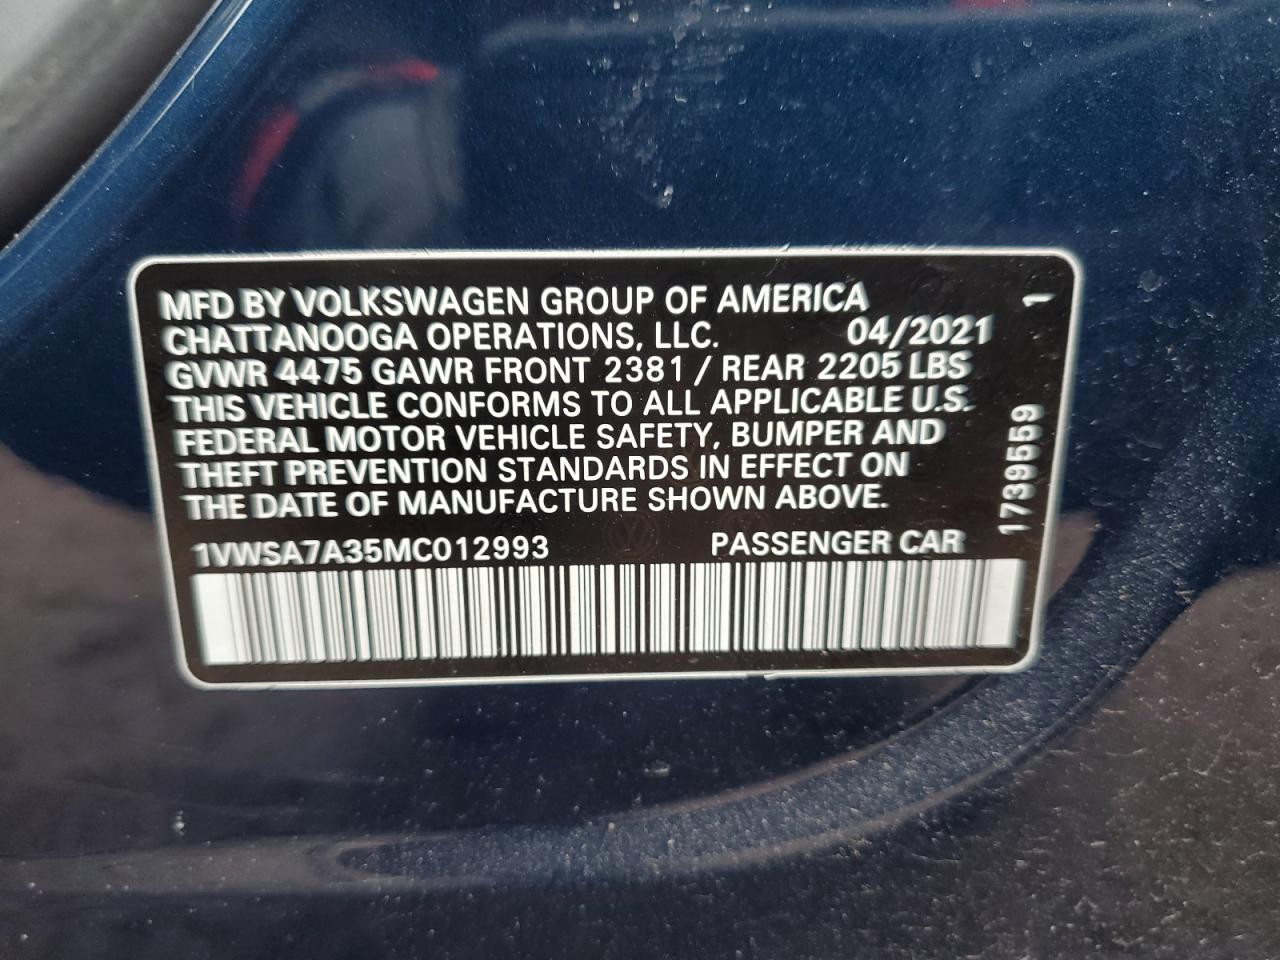 MFD BY VOLKSWAGEN GROUP OF AMERICA
CHATTANOOGA OPERATIONS, LLC. 04/2021
GVWR 4475 GAWR FRONT 2381 / REAR 2205 LBS
THIS VEHICLE CONFORMS TO ALL APPLICABLE U.S.
FEDERAL MOTOR VEHICLE SAFETY, BUMPER AND
THEFT PREVENTION STANDARDS IN EFFECT ON
THE DATE OF MANUFACTURE SHOWN ABOVE.
1VWSA7A35MC012993 PASSENGER CAR
1739559 1